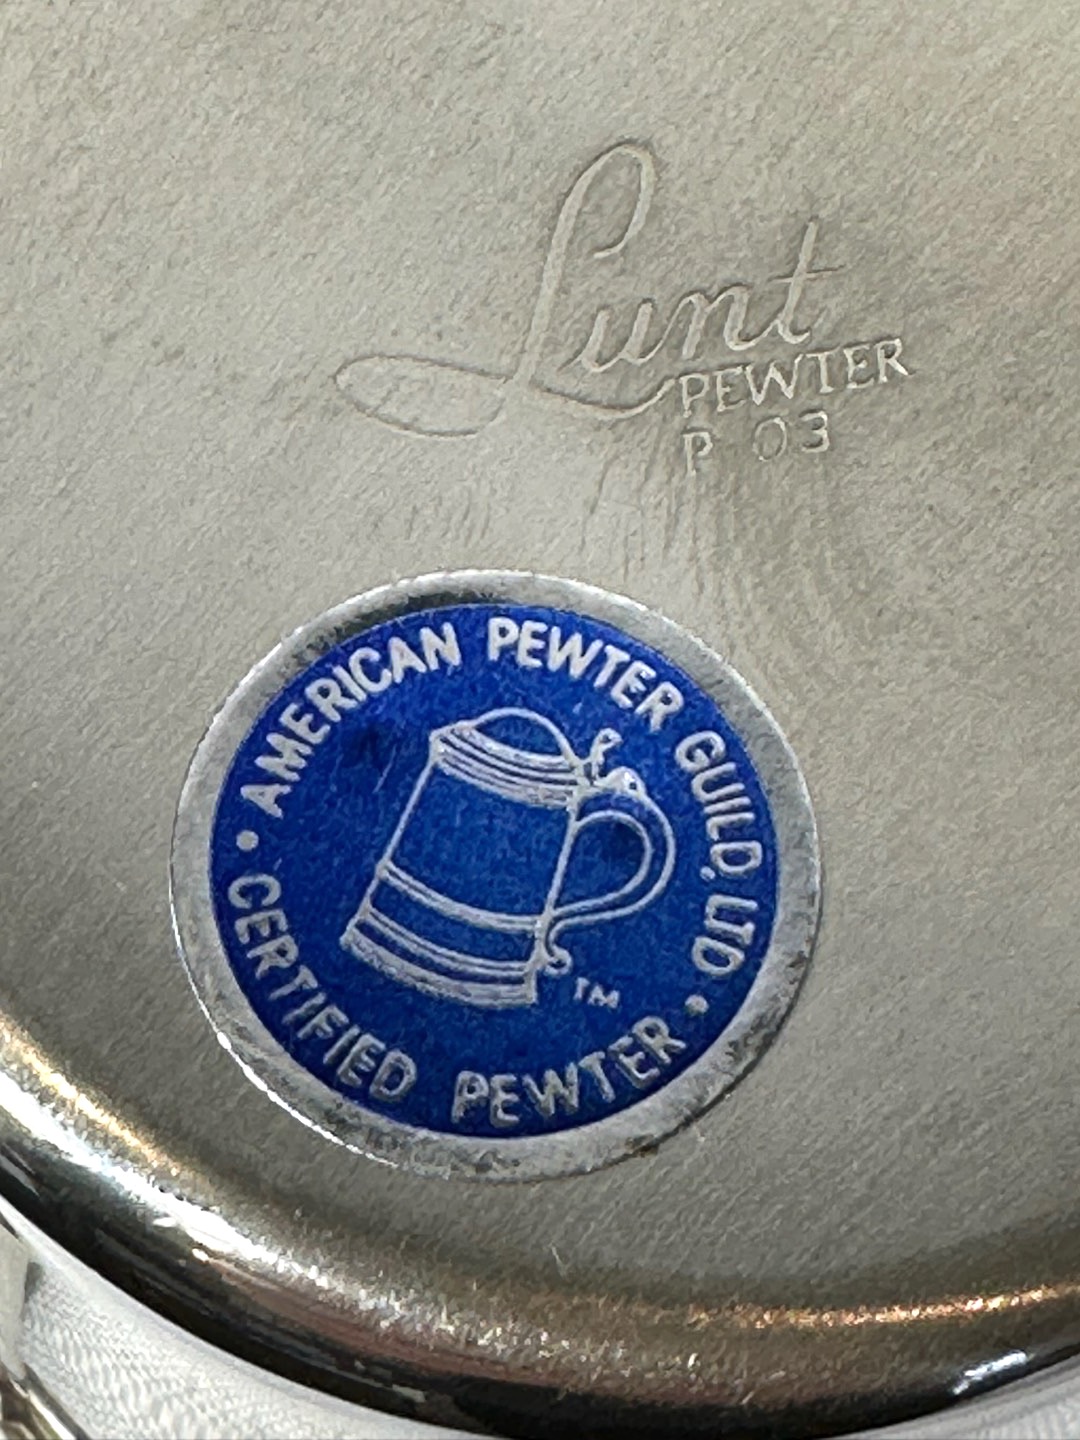 Lunt
PEWTER
P 03
• AMERICAN PEWTER GUILD, LTD •
CERTIFIED PEWTER
TM